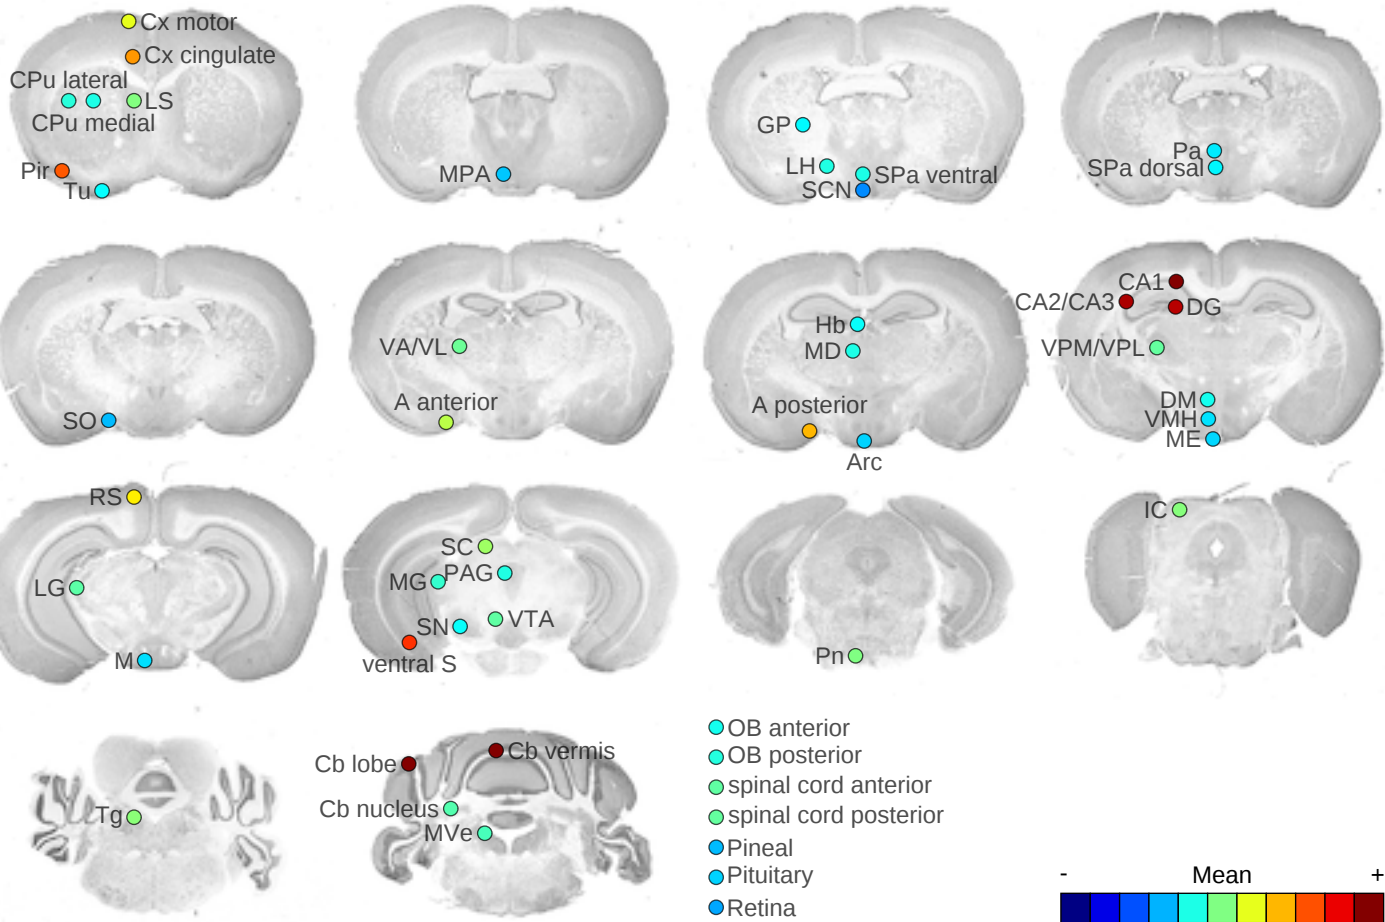 Cx motor
Cx cingulate
CPu lateral
LS
CPu medial
Pir
Tu
MPA
GP
LH
SPa ventral
SCN
Pa
SPa dorsal
SO
VA/VL
A anterior
Hb
MD
A posterior
Arc
CA1
CA2/CA3
DG
VPM/VPL
DM
VMH
ME
RS
LG
M
SC
MG
PAG
SN
VTA
ventral S
Pn
IC
Tg
Cb lobe
Cb vermis
Cb nucleus
MVe
OB anterior
OB posterior
spinal cord anterior
spinal cord posterior
Pineal
Pituitary
Retina
- Mean +